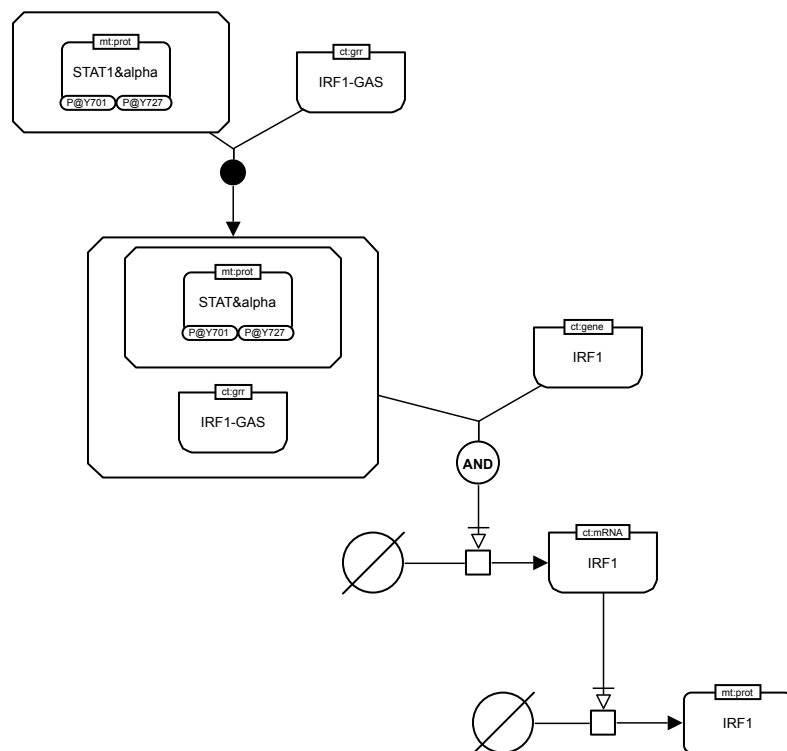 mt:prot
STAT1&alpha
P@Y701 P@Y727
ct:grr
IRF1-GAS
mt:prot
STAT&alpha
P@Y701 P@Y727
ct:grr
IRF1-GAS
ct:gene
IRF1
AND
ct:mRNA
IRF1
mt:prot
IRF1